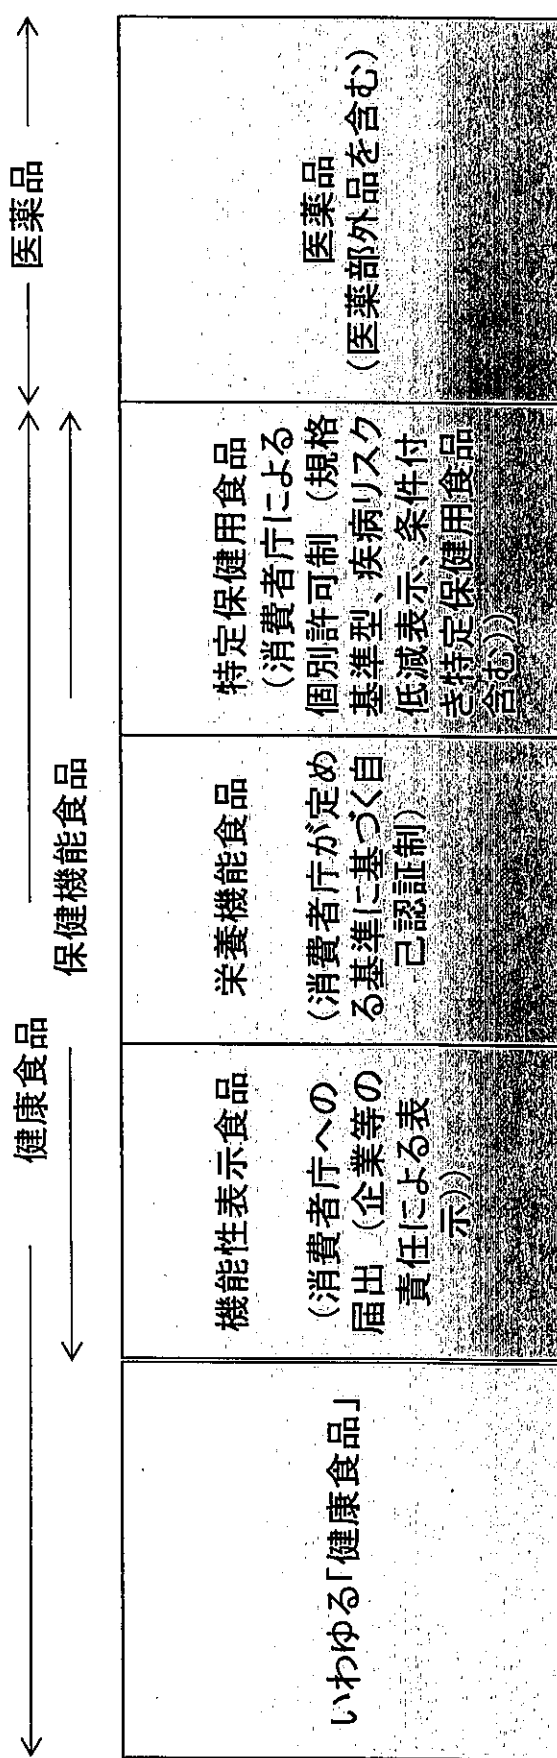 健康食品
医薬品
保健機能食品
いわゆる「健康食品」
機能性表示食品
(消費者庁への
届出(企業等の
責任による表
示))
栄養機能食品
(消費者庁が定め
る基準に基づく自
己認証制)
特定保健用食品
(消費者庁による
個別許可制(規格
基準型、疾病リスク
低減表示、条件付
き特定保健用食品
含む))
医薬品
(医薬部外品を含む)